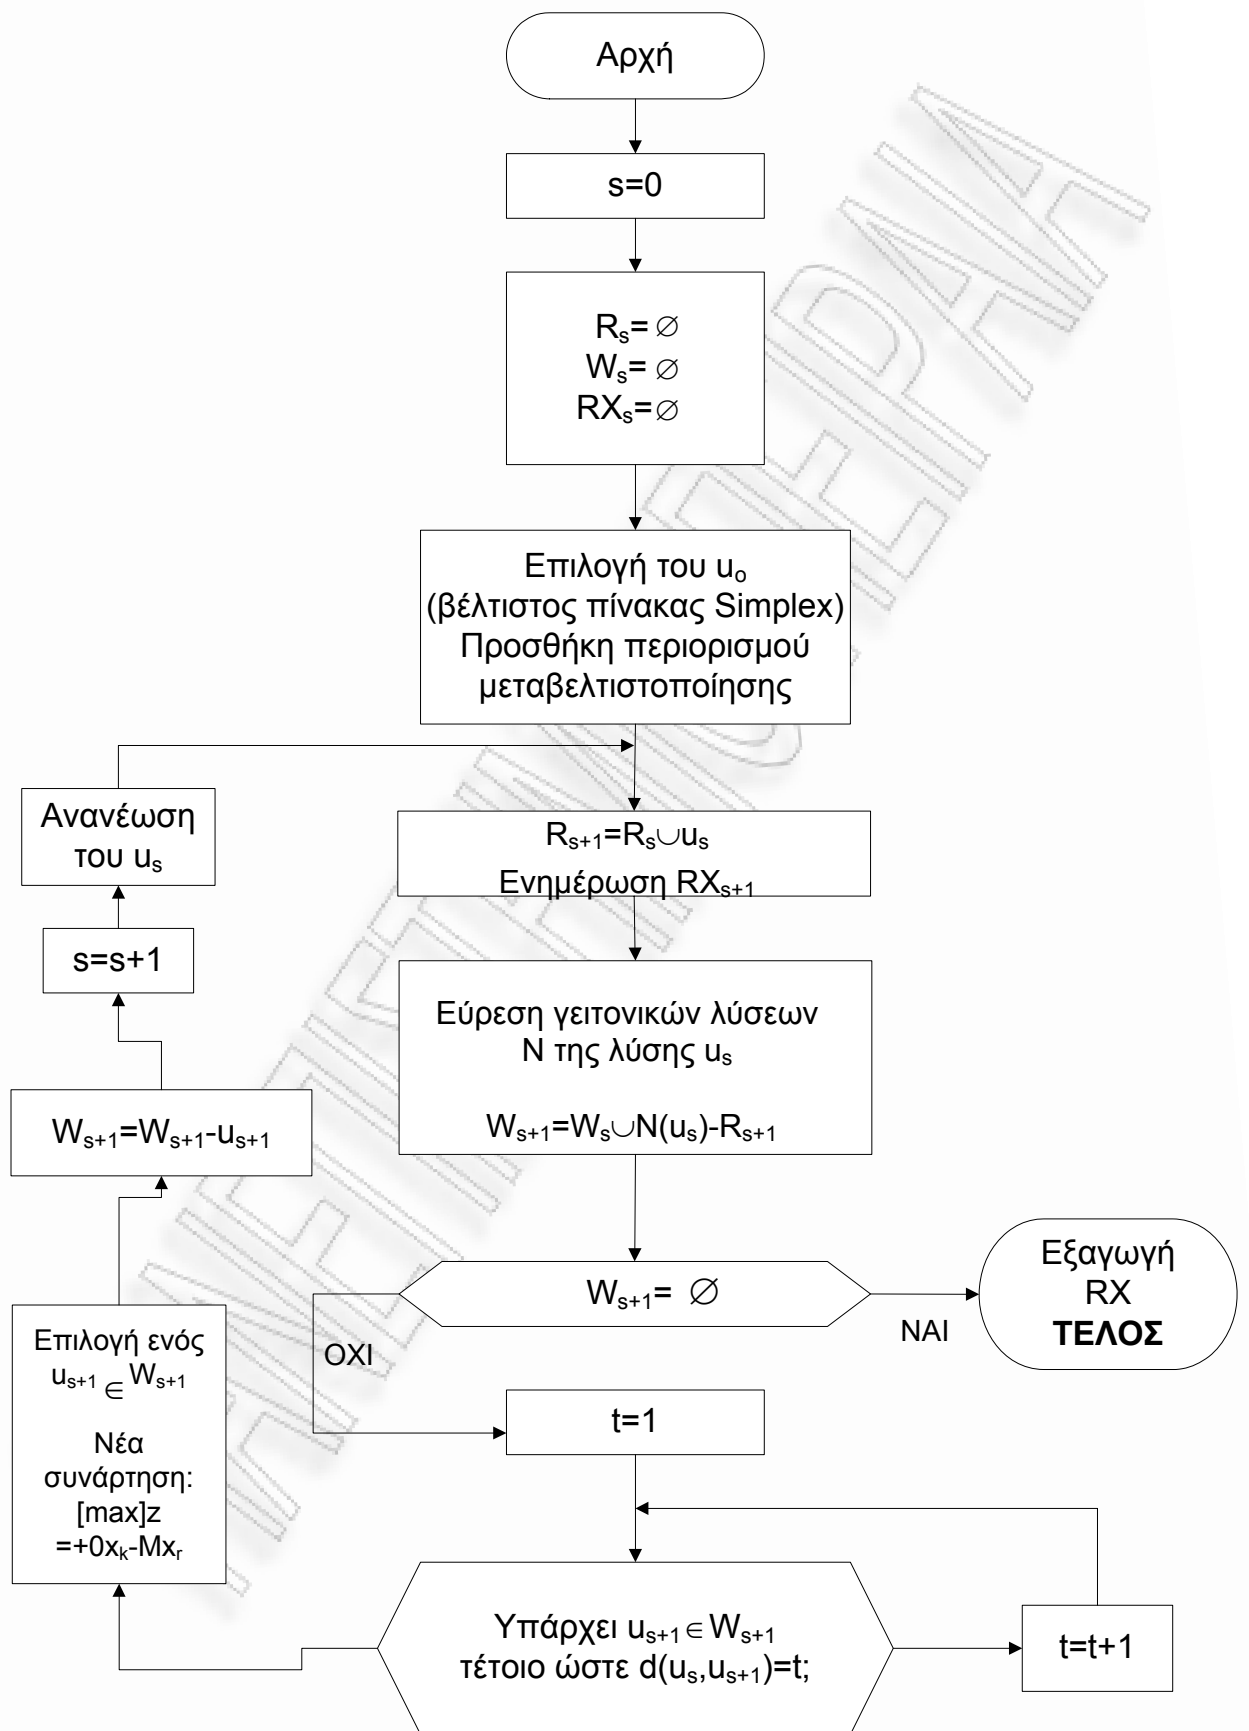 Αρχή
s=0
Rs= ∅
Ws= ∅
RXs=∅
Επιλογή του uo
(βέλτιστος πίνακας Simplex)
Προσθήκη περιορισμού
μεταβελτιστοποίησης
Ανανέωση
του us
Rs+1=Rs∪us
Ενημέρωση RXs+1
s=s+1
Εύρεση γειτονικών λύσεων
Ν της λύσης us
Ws+1=Ws∪N(us)-Rs+1
Ws+1=Ws+1-us+1
Ws+1= ∅
Εξαγωγή
RX
ΤΕΛΟΣ
ΝΑΙ
ΟΧΙ
Επιλογή ενός
us+1 ∈ Ws+1
Νέα
συνάρτηση:
[max]z
=+0xk-Mxr
t=1
Υπάρχει us+1∈Ws+1
τέτοιο ώστε d(us,us+1)=t;
t=t+1